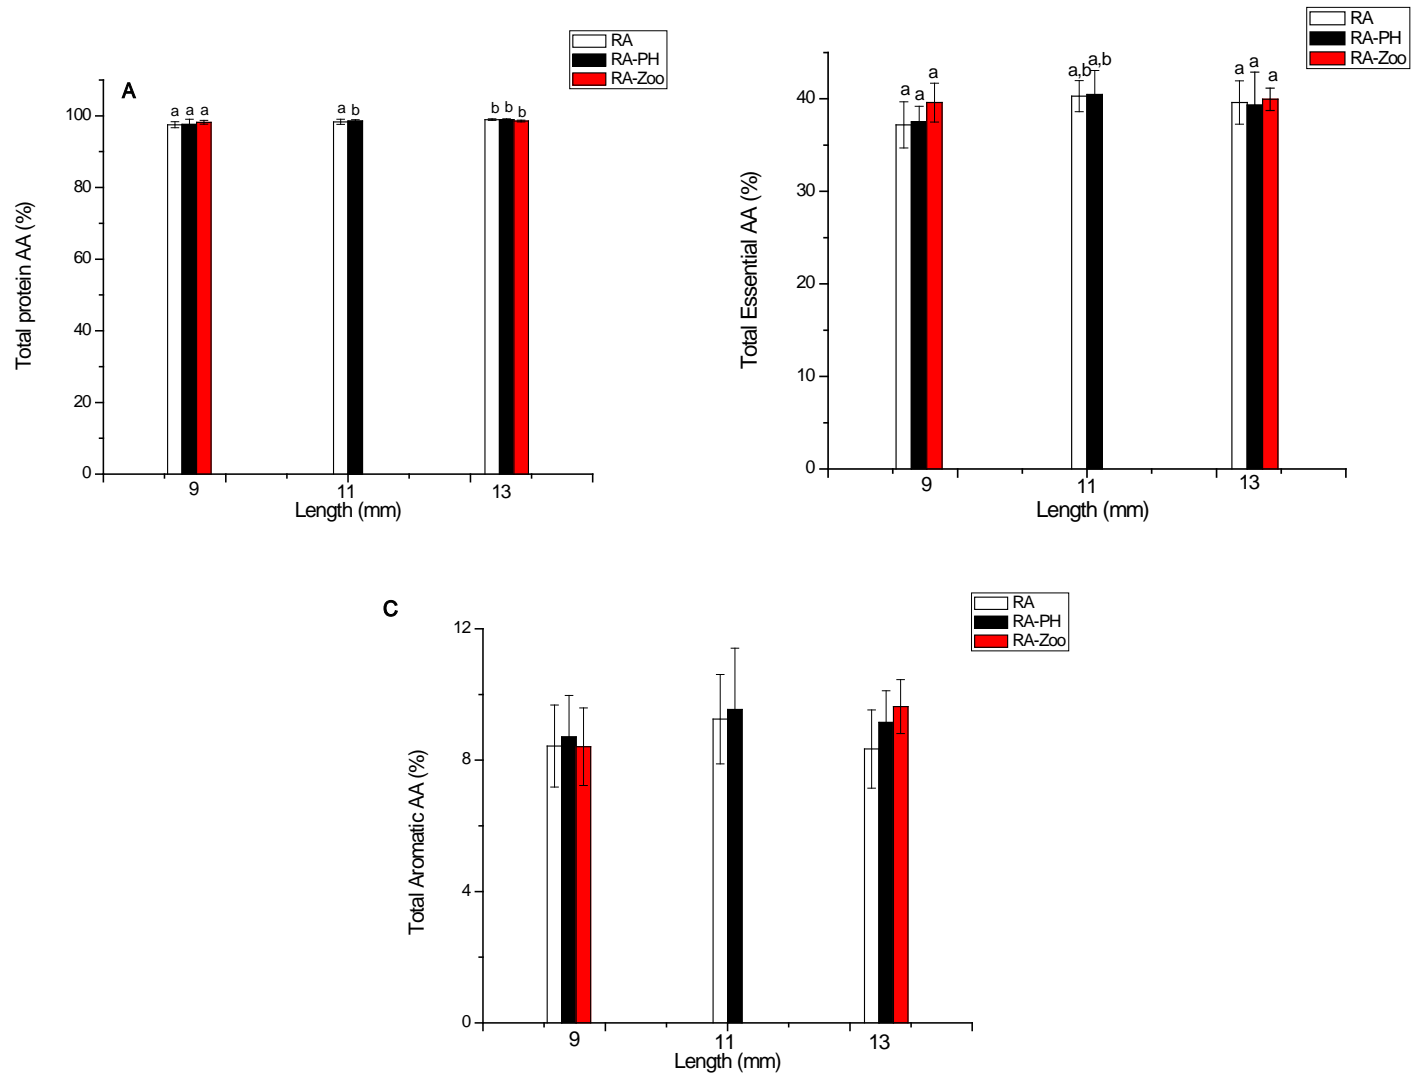 RA
RA-PH
RA-Zoo
A
a a a
a b
b b b
100
80
60
40
20
0
9 11 13
Length (mm)
Total protein AA (%)
RA
RA-PH
RA-Zoo
a a a
a,b a,b
a a a
40
30
20
10
0
9 11 13
Length (mm)
Total Essential AA (%)
C
RA
RA-PH
RA-Zoo
12
8
4
0
9 11 13
Length (mm)
Total Aromatic AA (%)